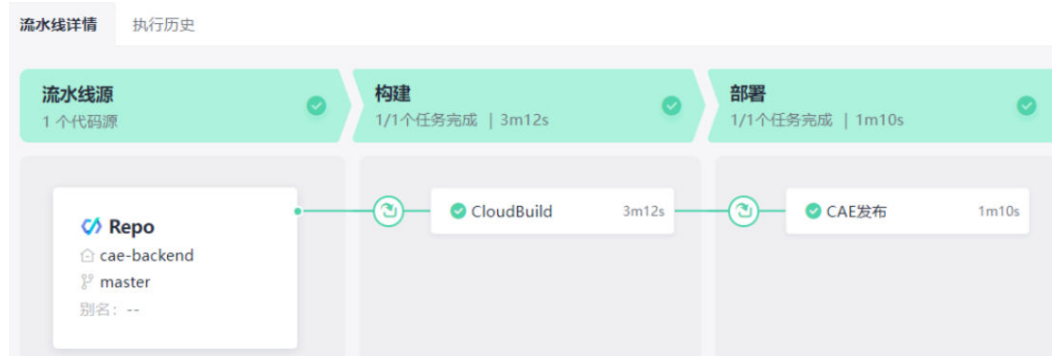 流水线详情 执行历史
流水线源
1 个代码源
构建
1/1个任务完成 | 3m12s
部署
1/1个任务完成 | 1m10s
Repo
cae-backend
master
别名：--
CloudBuild 3m12s
CAE发布 1m10s